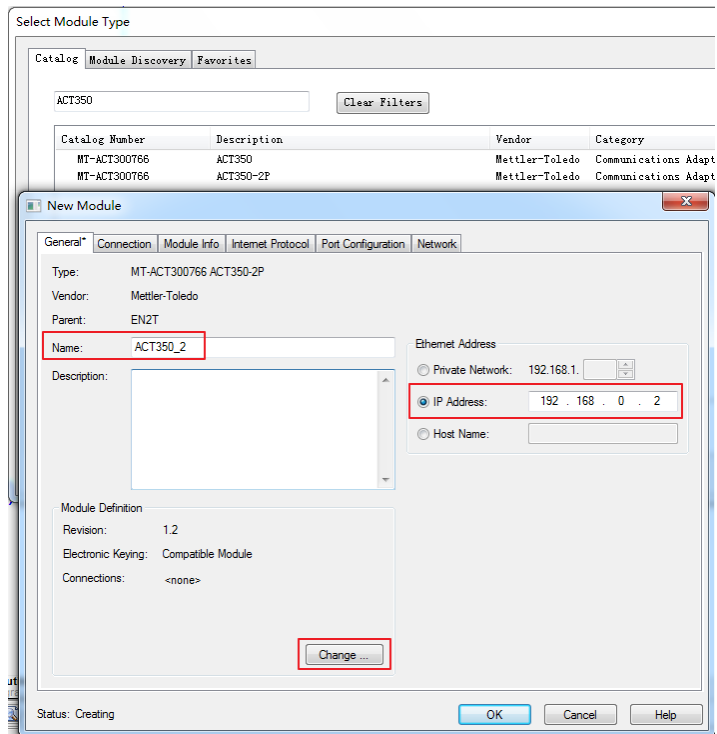 Select Module Type
Catalog Module Discovery Favorites
ACT350 Clear Filters
Catalog Number Description Vendor Category
MT-ACT300766 ACT350 Mettler-Toledo Communications Adapt
MT-ACT300766 ACT350-2P Mettler-Toledo Communications Adapt
New Module
General* Connection Module Info Internet Protocol Port Configuration Network
Type: MT-ACT300766 ACT350-2P
Vendor: Mettler-Toledo
Parent: EN2T
Name: ACT350_2
Description:
Ethernet Address
Private Network: 192.168.1.
IP Address: 192 . 168 . 0 . 2
Host Name:
Module Definition
Revision: 1.2
Electronic Keying: Compatible Module
Connections: <none>
Change ...
Status: Creating OK Cancel Help